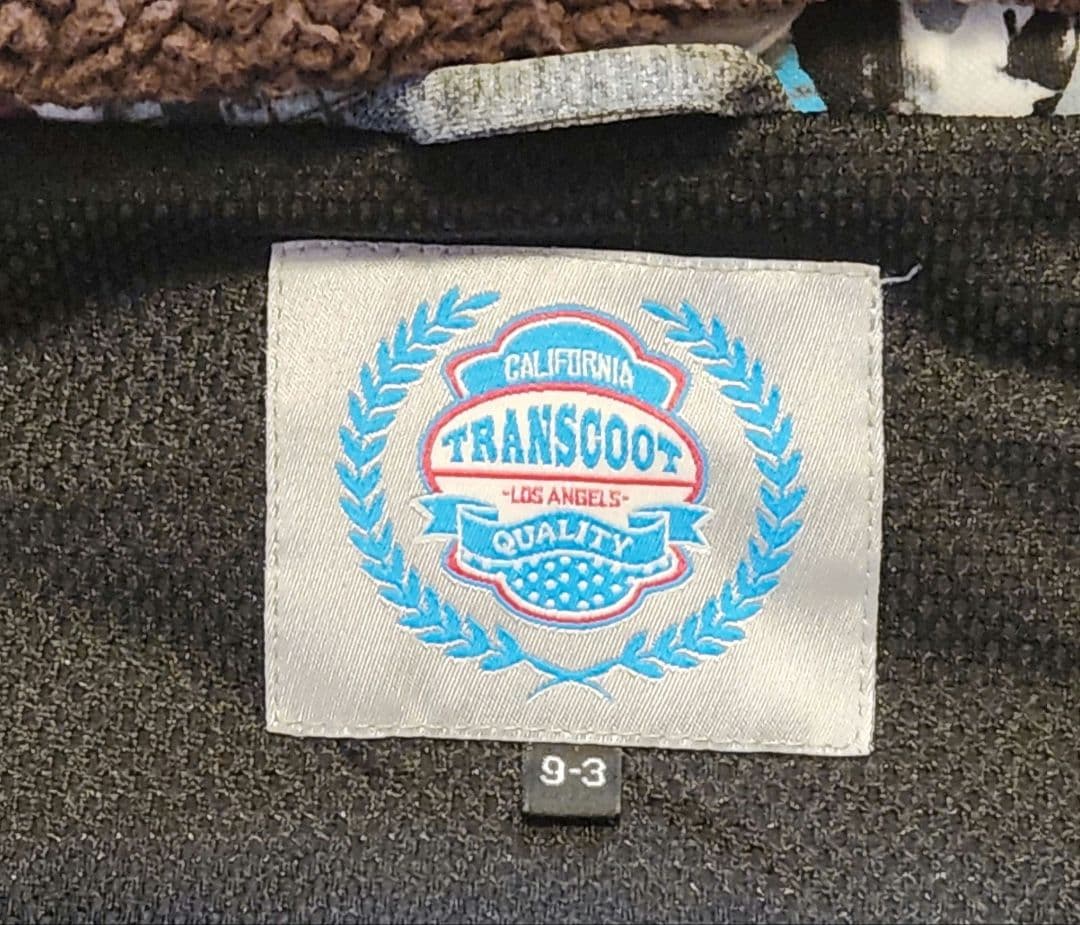 CALIFORNIA
TRANSCOOT
-LOS ANGELS-
QUALITY
9-3